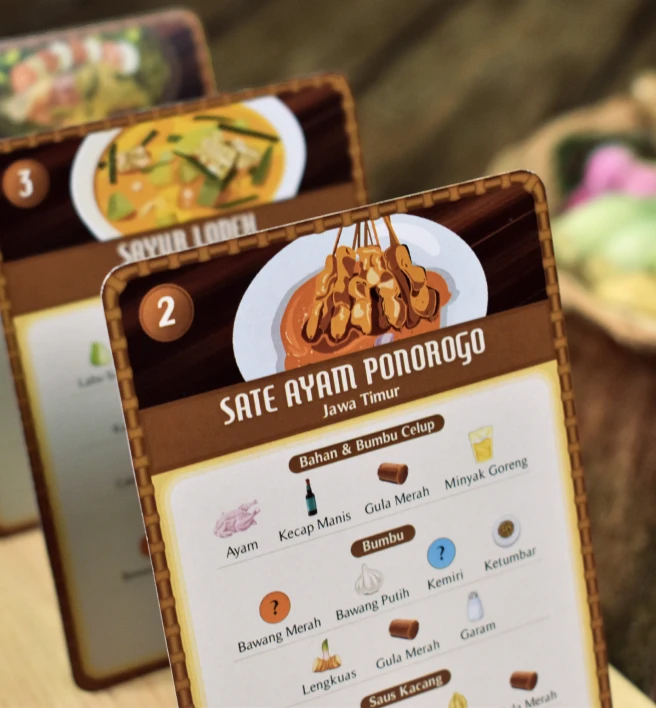 3
SAYUR LODEH
2
SATE AYAM PONOROGO
Jawa Timur
Bahan & Bumbu Celup
Ayam Kecap Manis Gula Merah Minyak Goreng
Bumbu
?
?
Bawang Merah Bawang Putih Kemiri Ketumbar
Lengkuas Gula Merah Garam
Saus Kacang
Merah